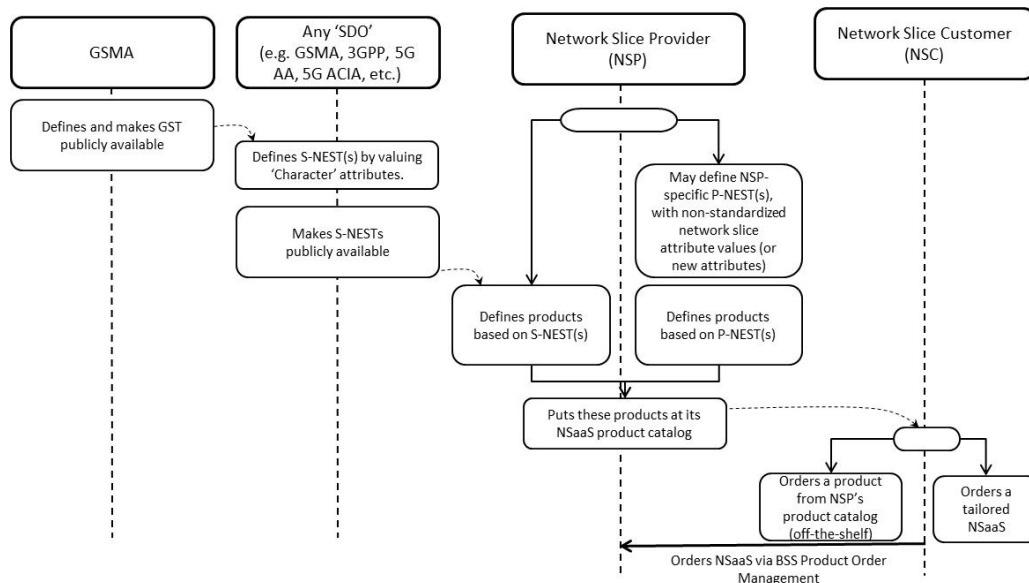 GSMA
Any ‘SDO’
(e.g. GSMA, 3GPP, 5G
AA, 5G ACIA, etc.)
Network Slice Provider
(NSP)
Network Slice Customer
(NSC)
Defines and makes GST
publicly available
Defines S-NEST(s) by valuing
‘Character’ attributes.
Makes S-NESTs
publicly available
May define NSP-
specific P-NEST(s),
with non-standardized
network slice
attribute values (or
new attributes)
Defines products
based on S-NEST(s)
Defines products
based on P-NEST(s)
Puts these products at its
NSaaS product catalog
Orders a product
from NSP’s
product catalog
(off-the-shelf)
Orders a
tailored
NSaaS
Orders NSaaS via BSS Product Order
Management